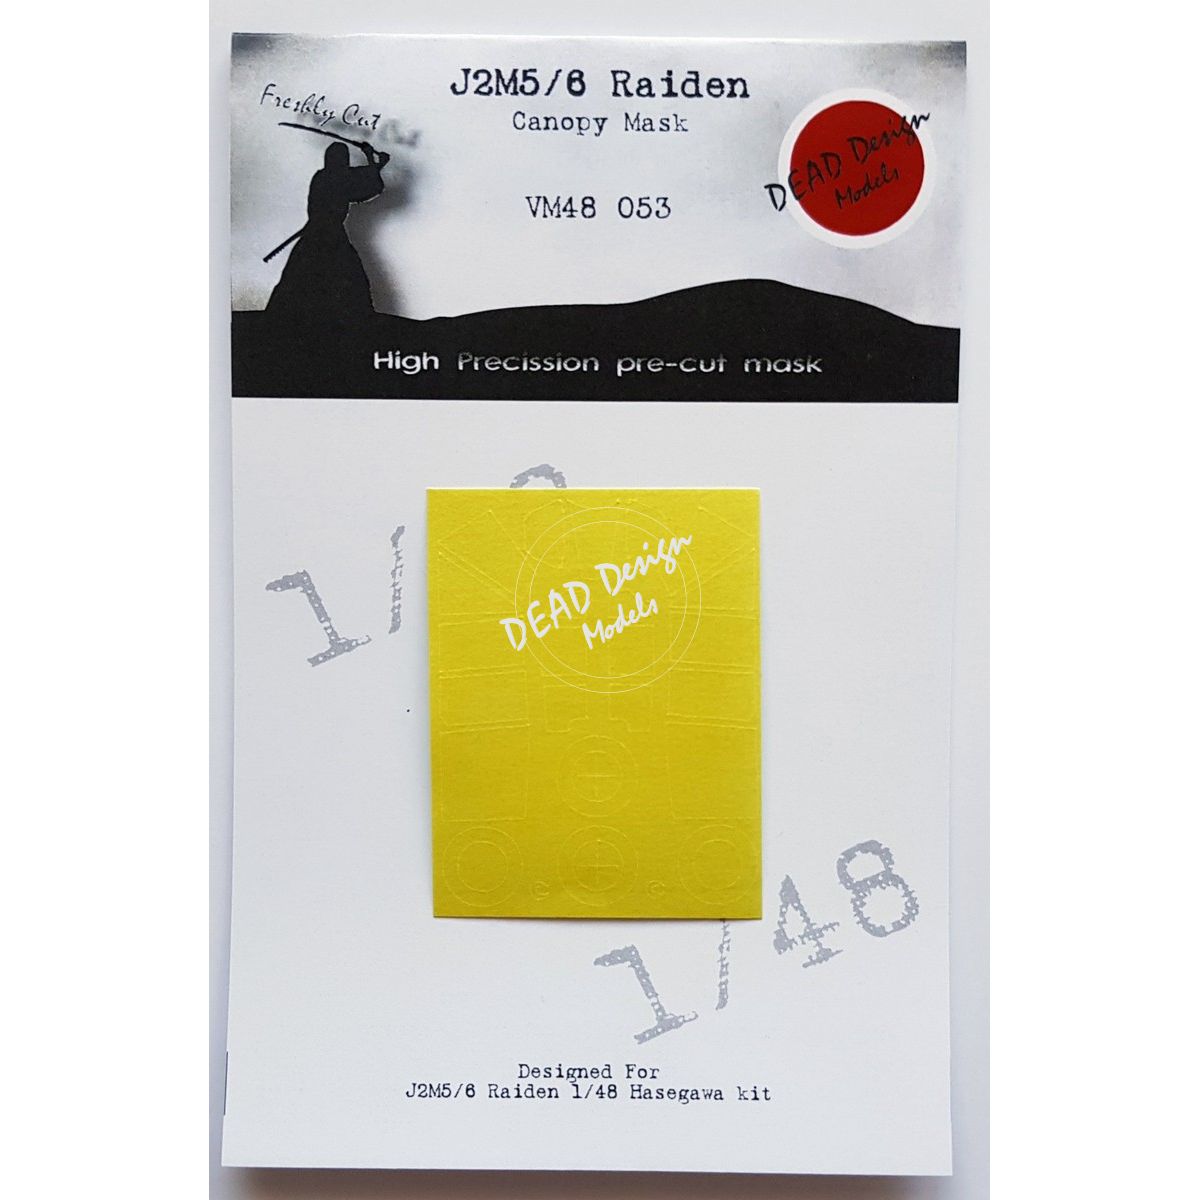 J2M5/6 Raiden
Canopy Mask
Freshly Cut
DEAD Design
Models
VM48 053
High Precission pre-cut mask
DEAD Design
Models
1/48
Designed For
J2M5/6 Raiden 1/48 Hasegawa kit